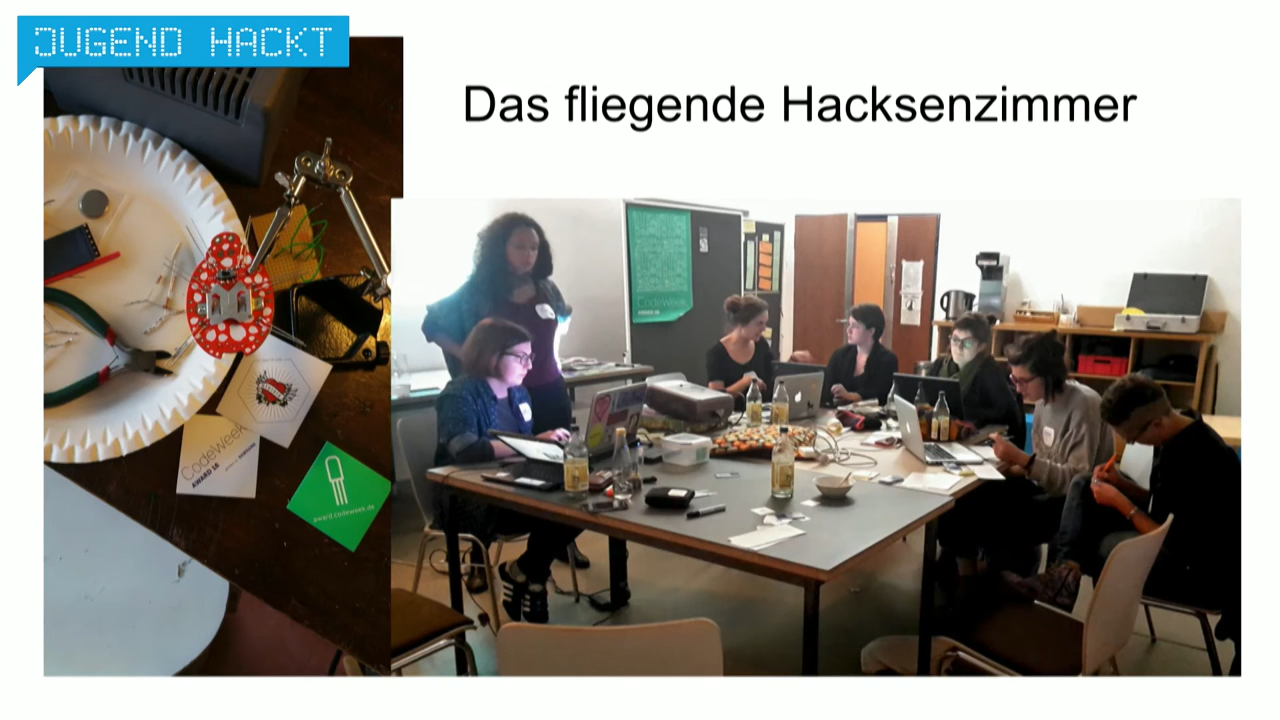 JUGEND HACKT
Das fliegende Hacksenzimmer
CodeWeek
AWARD 16
CodeWeek
AWARD 16
award.codeweek.de